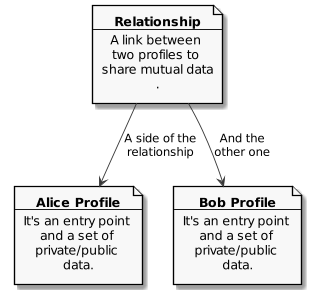 Relationship
A link between
two profiles to
share mutual data
.
A side of the
relationship
And the
other one
Alice Profile
It's an entry point
and a set of
private/public
data.
Bob Profile
It's an entry point
and a set of
private/public
data.